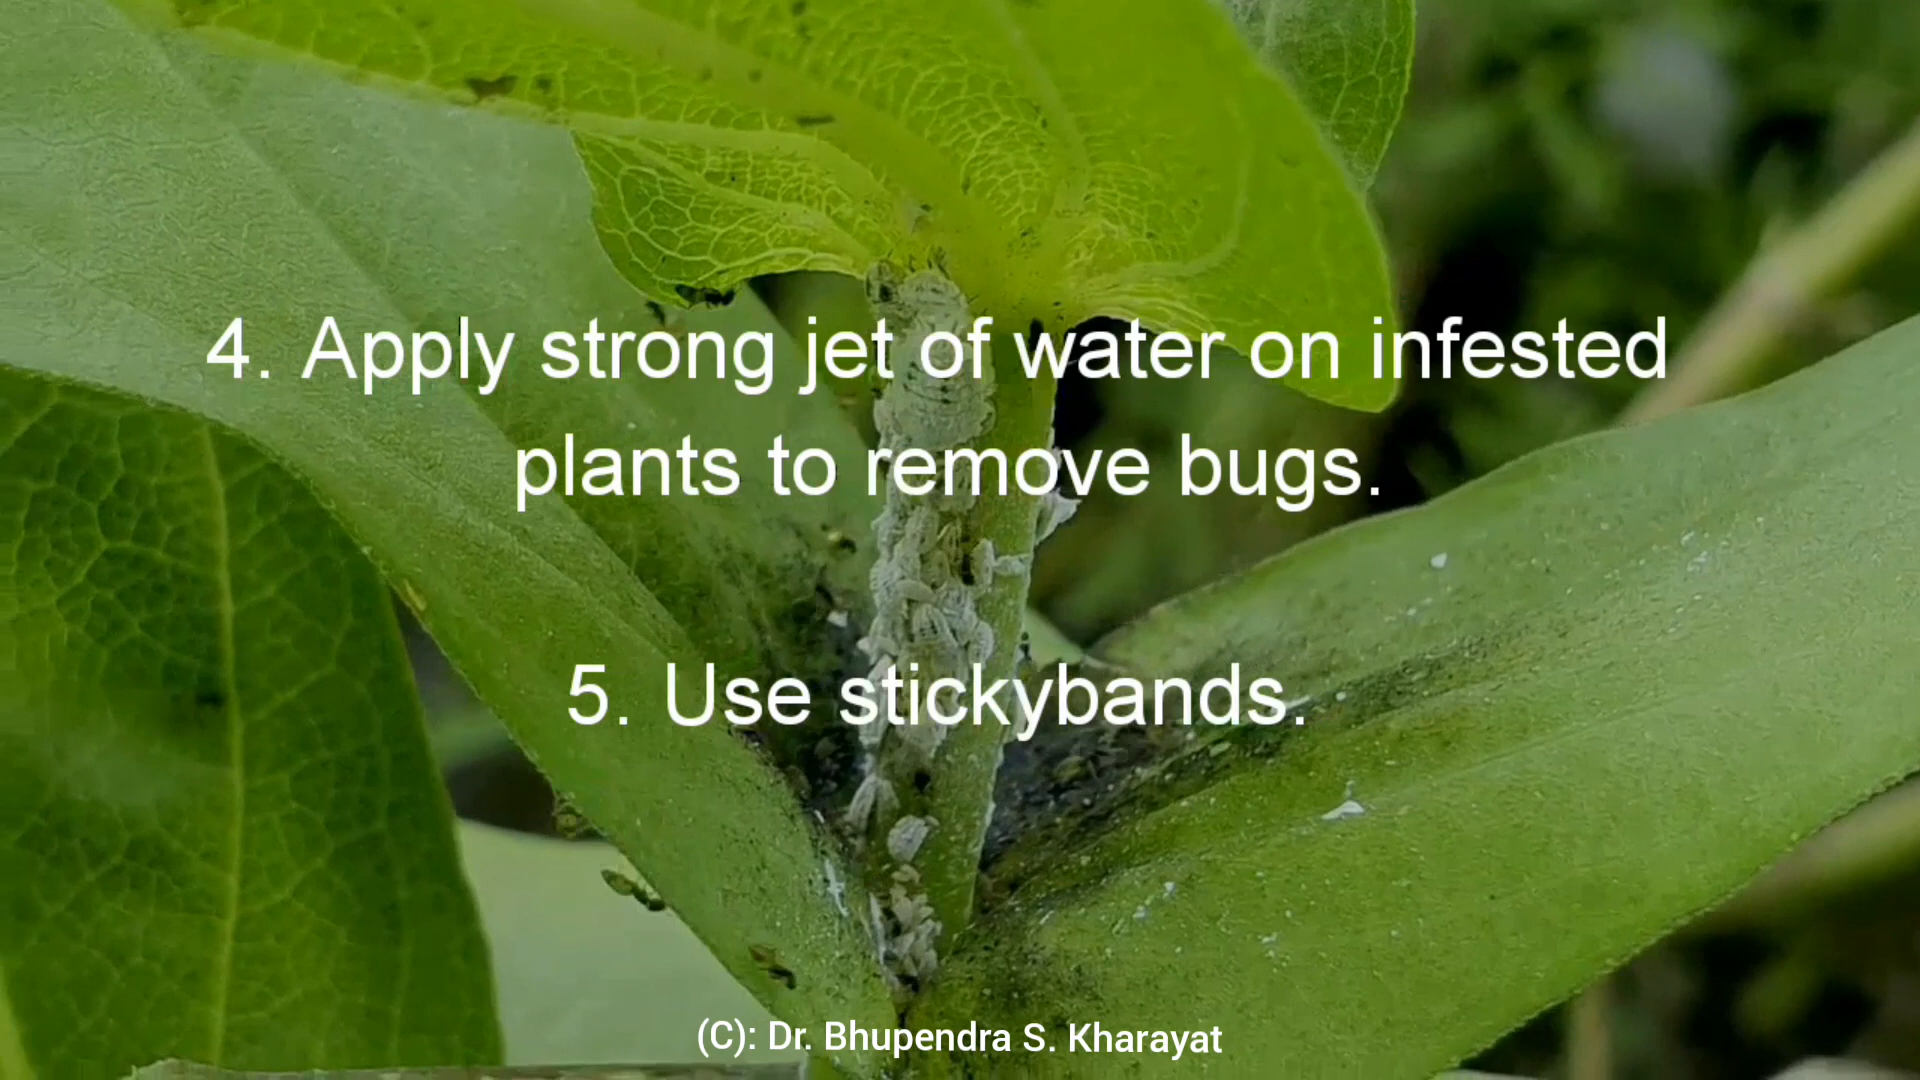 4. Apply strong jet of water on infested
plants to remove bugs.
5. Use stickybands.
(C): Dr. Bhupendra S. Kharayat